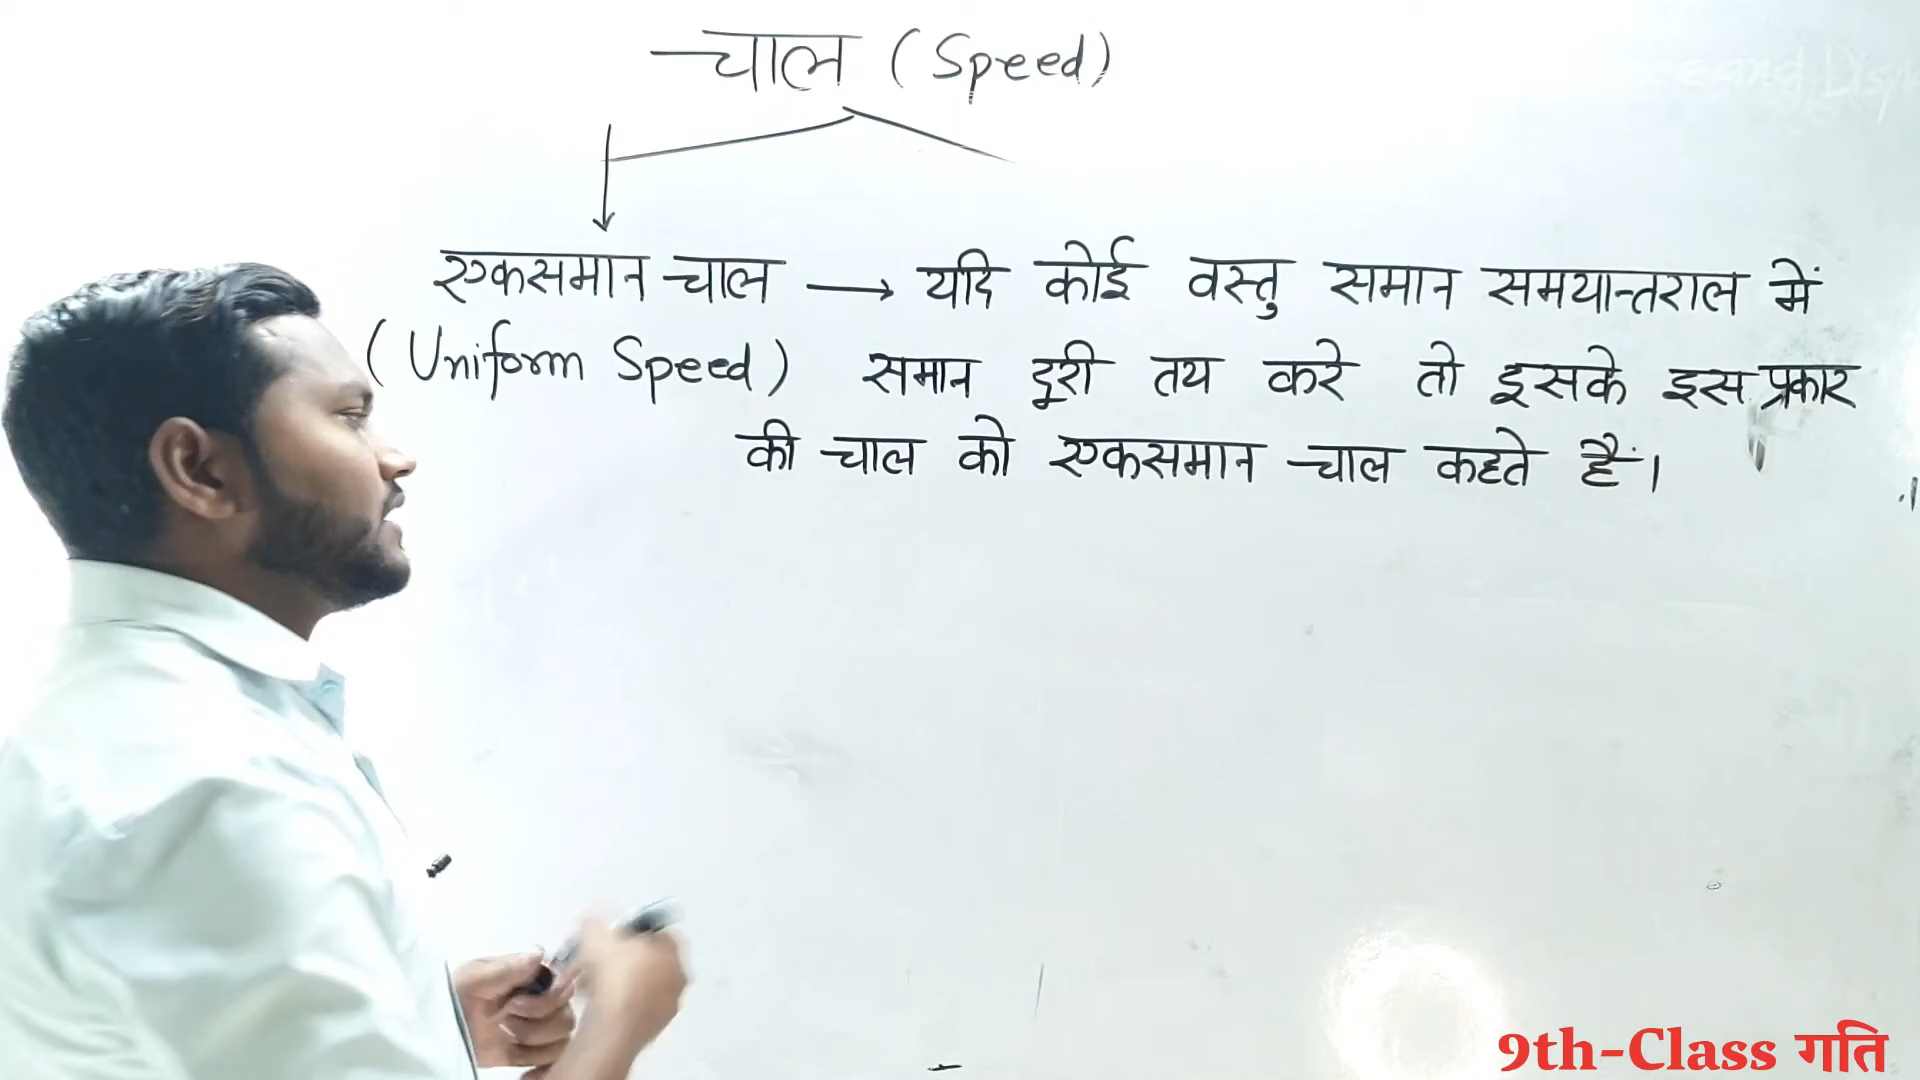 चाल (Speed)
एकसमान चाल → यदि कोई वस्तु समान समयान्तराल में
(Uniform Speed) समान दूरी तय करे तो इसके इस प्रकार
की चाल को एकसमान चाल कहते हैं।
9th-Class गति